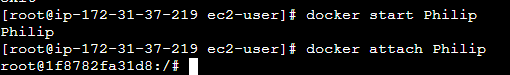 [root@ip-172-31-37-219 ec2-user]# docker start Philip
Philip
[root@ip-172-31-37-219 ec2-user]# docker attach Philip
root@1f8782fa31d8:/#